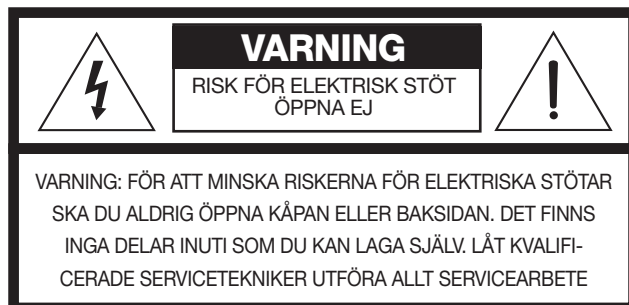 VARNING
RISK FÖR ELEKTRISK STÖT
ÖPPNA EJ
VARNING: FÖR ATT MINSKA RISKERNA FÖR ELEKTRISKA STÖTAR
SKA DU ALDRIG ÖPPNA KÅPAN ELLER BAKSIDAN. DET FINNS
INGA DELAR INUTI SOM DU KAN LAGA SJÄLV. LÅT KVALIFI-
CERADE SERVICETEKNIKER UTFÖRA ALLT SERVICEARBETE